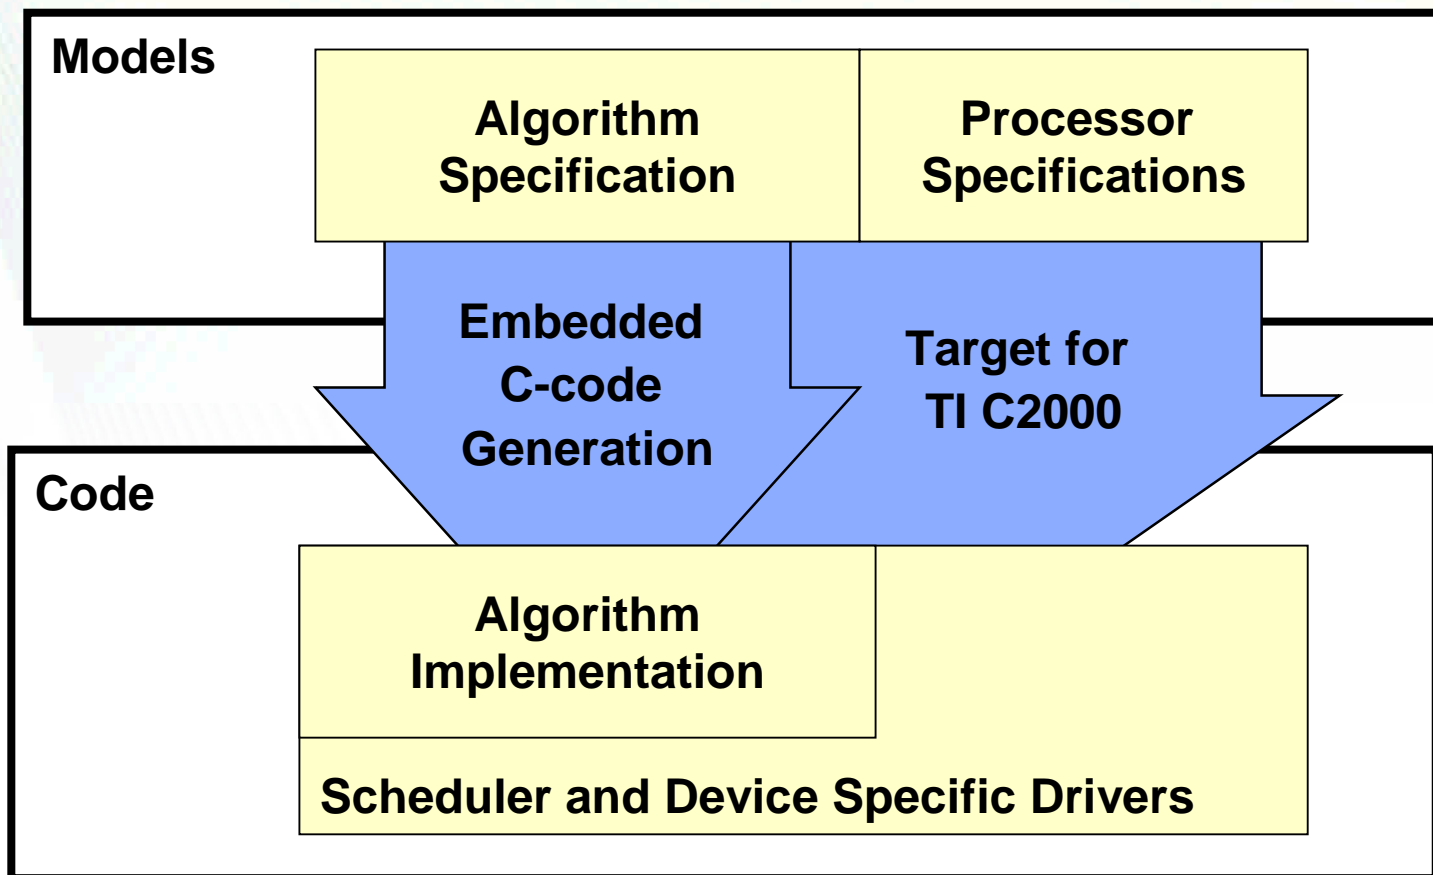 Models
Algorithm
Specification
Processor
Specifications
Embedded
C-code
Generation
Target for
TI C2000
Code
Algorithm
Implementation
Scheduler and Device Specific Drivers